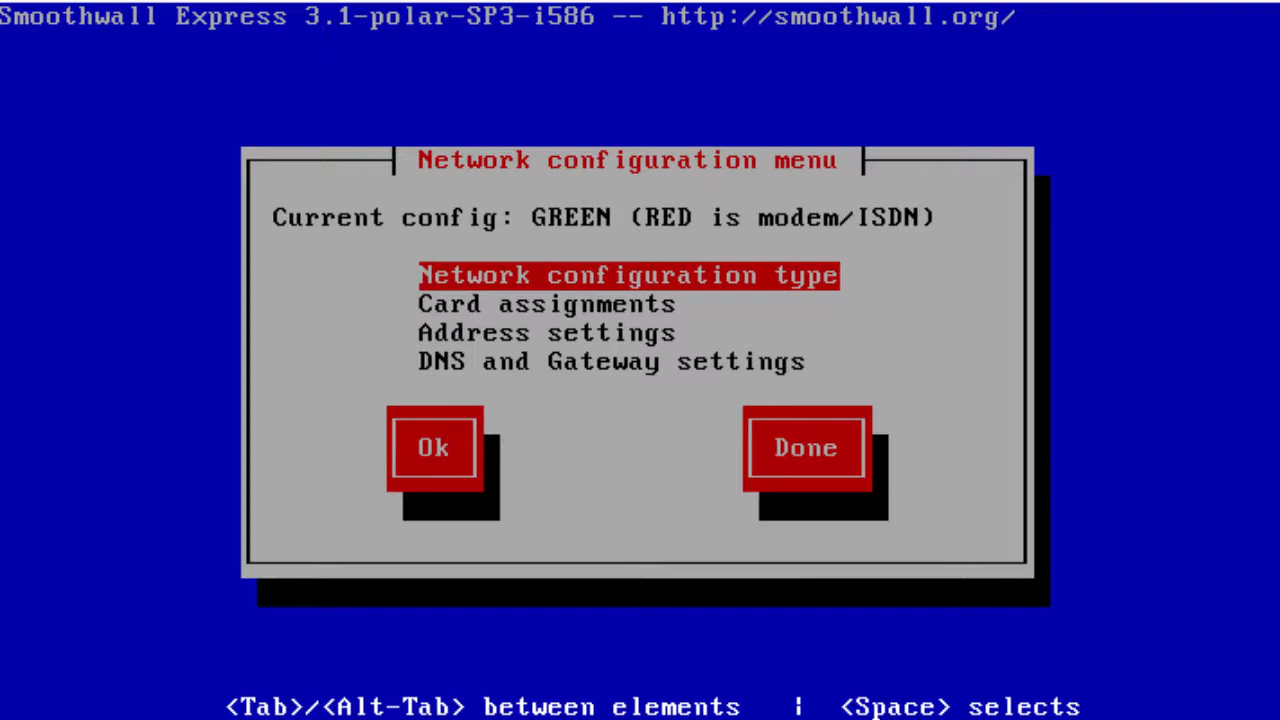 Smoothwall Express 3.1-polar-SP3-i586 -- http://smoothwall.org/
Network configuration menu
Current config: GREEN (RED is modem/ISDN)
Network configuration type
Card assignments
Address settings
DNS and Gateway settings
Ok Done
<Tab>/<Alt-Tab> between elements | <Space> selects